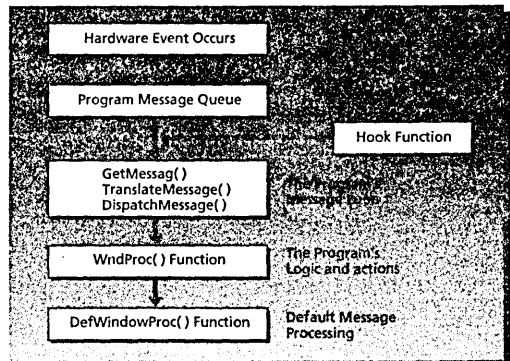 Hardware Event Occurs
Program Message Queue
Hook Function
GetMessag( )
TranslateMessage( )
DispatchMessage( )
The Program's
Message Loop
WndProc( ) Function
The Program's
Logic and actions
DefWindowProc( ) Function
Default Message
Processing